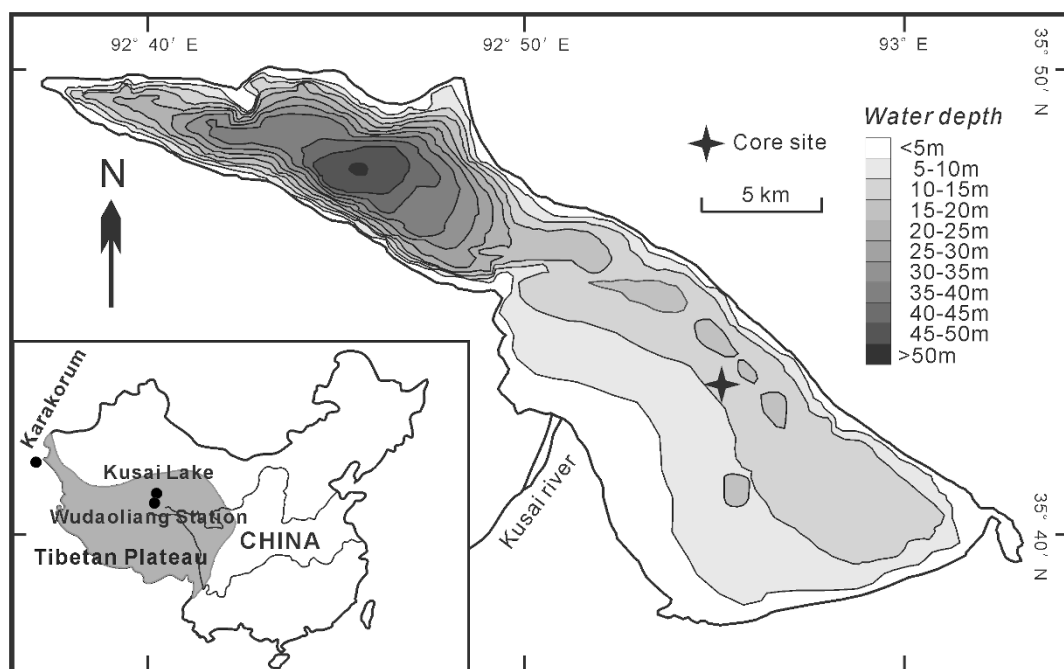 92° 40′ E
92° 50′ E
93° E
35° 50′ N
Water depth
<5m
5-10m
10-15m
15-20m
20-25m
25-30m
30-35m
35-40m
40-45m
45-50m
>50m
Core site
5 km
N
Karakorum
Kusai Lake
Wudaoliang Station
CHINA
Tibetan Plateau
Kusai river
35° 40′ N